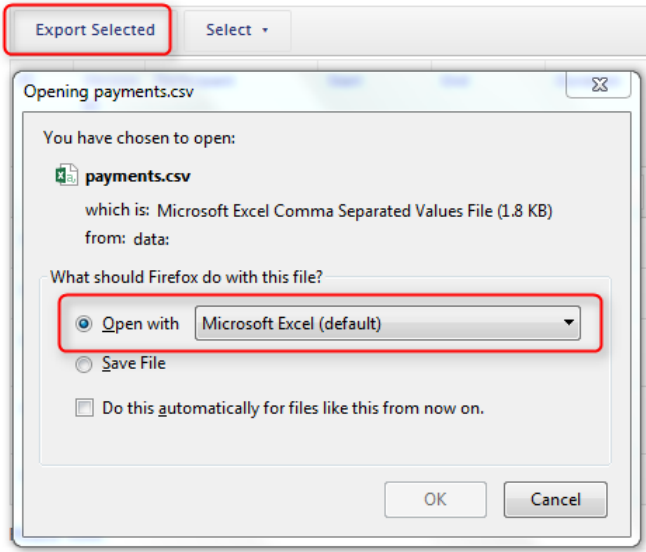 Export Selected
Select
Opening payments.csv
You have chosen to open:
payments.csv
which is: Microsoft Excel Comma Separated Values File (1.8 KB)
from: data:
What should Firefox do with this file?
Open with Microsoft Excel (default)
Save File
Do this automatically for files like this from now on.
OK Cancel